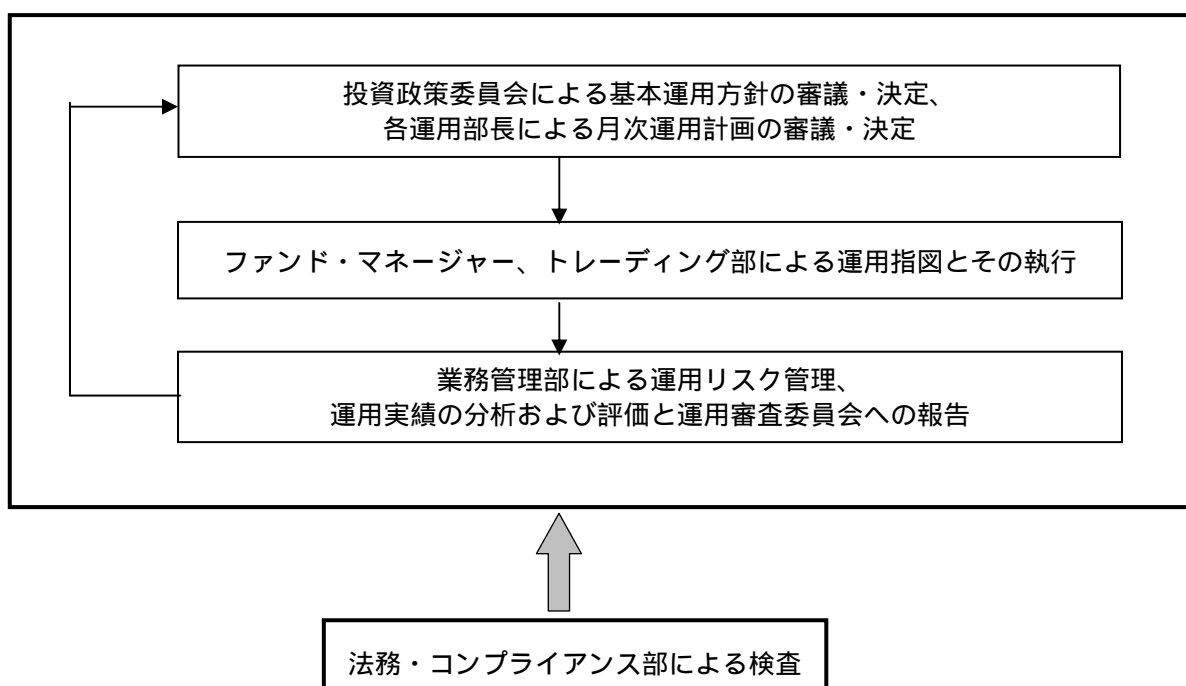 投資政策委員会による基本運用方針の審議・決定、
各運用部長による月次運用計画の審議・決定
ファンド・マネージャー、トレーディング部による運用指図とその執行
業務管理部による運用リスク管理、
運用実績の分析および評価と運用審査委員会への報告
法務・コンプライアンス部による検査